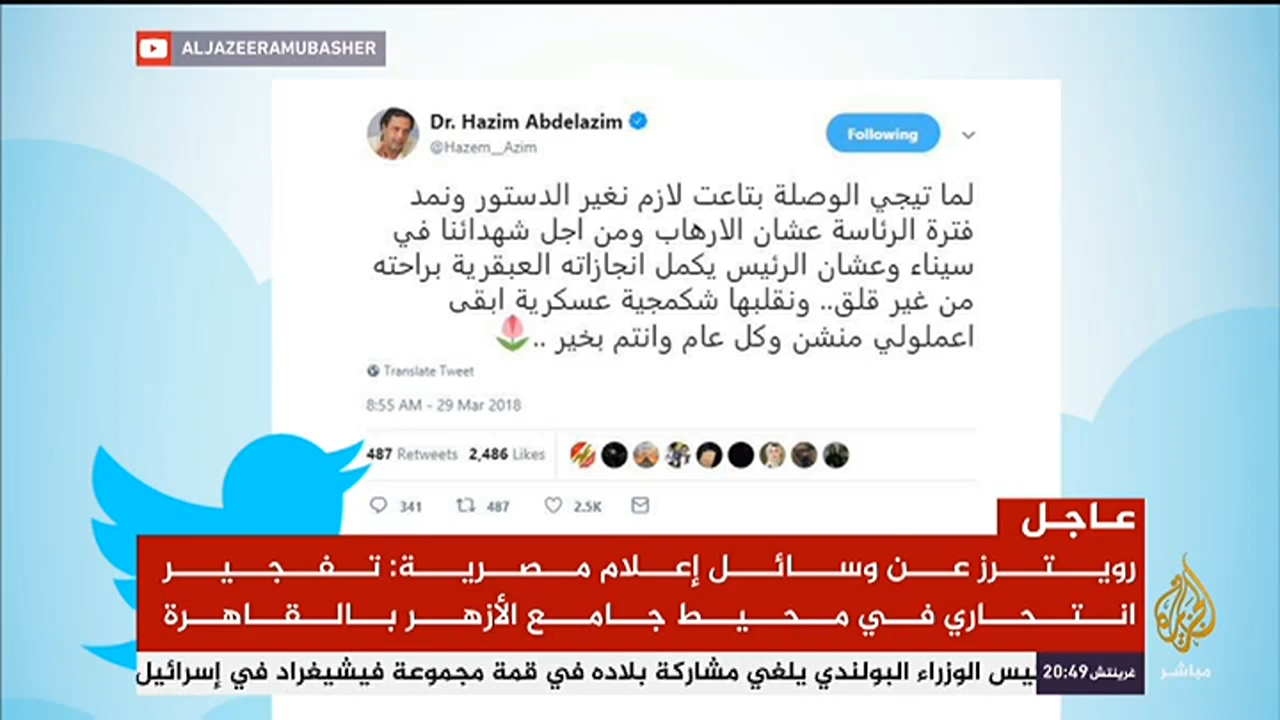 ALJAZEERAMUBASHER
Dr. Hazim Abdelazim
@Hazem__Azim
Following
لما تيجي الوصلة بتاعت لازم نغير الدستور ونمد
فترة الرئاسة عشان الارهاب ومن اجل شهدائنا في
سيناء وعشان الرئيس يكمل انجازاته العبقرية براحته
من غير قلق.. ونقلبها شكمجية عسكرية ابقى
اعملولي منشن وكل عام وانتم بخير ..
Translate Tweet
8:55 AM - 29 Mar 2018
487 Retweets 2,486 Likes
341 487 2.5K
عاجل
رويترز عن وسائل إعلام مصرية: تفجير
انتحاري في محيط جامع الأزهر بالقاهرة
الجزيرة
مباشر
غرينتش 20:49
يس الوزراء البولندي يلغي مشاركة بلاده في قمة مجموعة فيشيغراد في إسرائيل